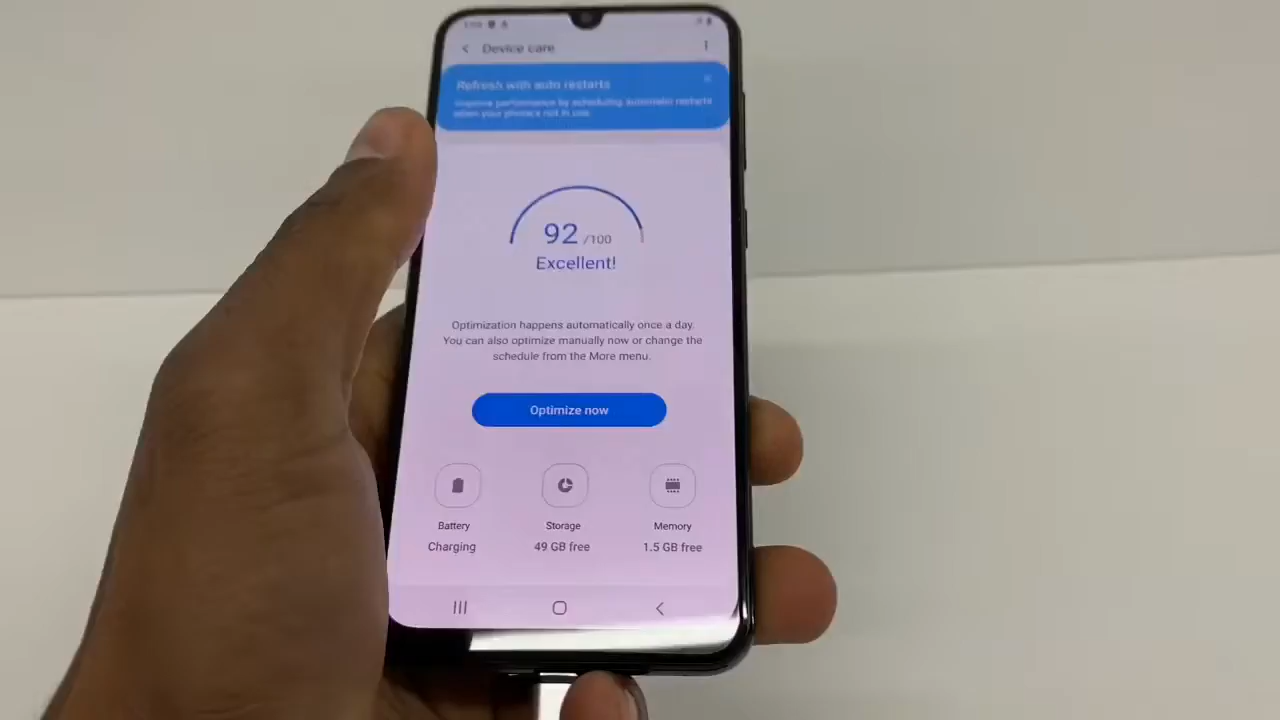 Device care
Refresh with auto restarts
Improve performance by scheduling automatic restarts
when your phone's not in use.
92 /100
Excellent!
Optimization happens automatically once a day.
You can also optimize manually now or change the
schedule from the More menu.
Optimize now
Battery
Storage
Memory
Charging
49 GB free
1.5 GB free